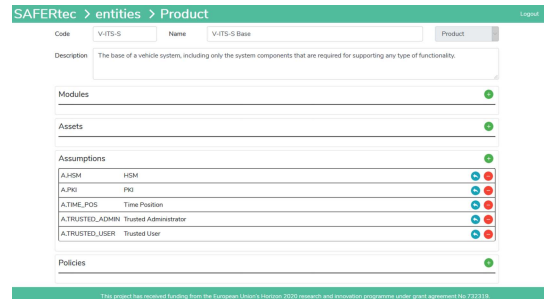 SAFERtec > entities > Product
Logout
Code V-ITS-S Name V-ITS-S Base Product
Description The base of a vehicle system, including only the system components that are required for supporting any type of functionality.
Modules
Assets
Assumptions
A.HSM HSM
A.PKI PKI
A.TIME_POS Time Position
A.TRUSTED_ADMIN Trusted Administrator
A.TRUSTED_USER Trusted User
Policies
This project has received funding from the European Union's Horizon 2020 research and innovation programme under grant agreement No 732319.